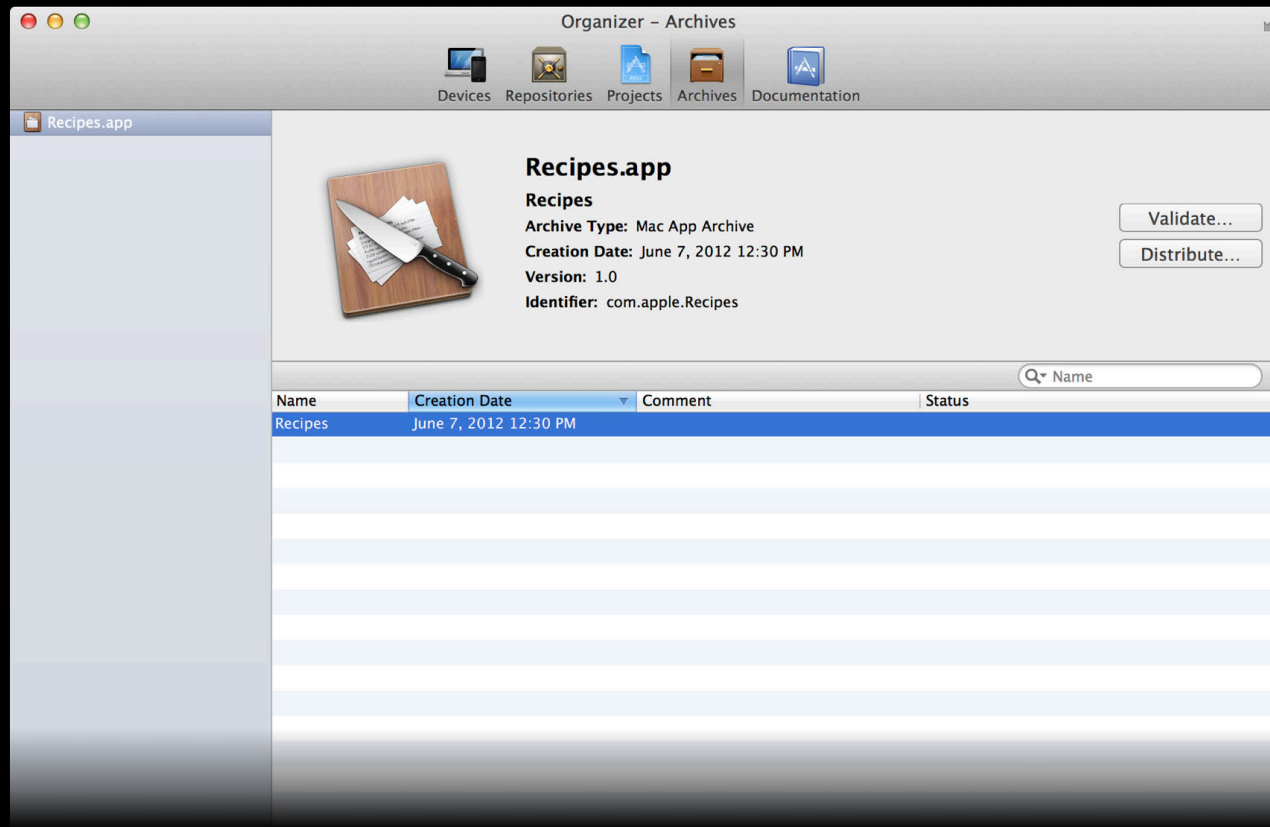 Organizer – Archives
Devices Repositories Projects Archives Documentation
Recipes.app
Recipes.app
Recipes
Archive Type: Mac App Archive
Creation Date: June 7, 2012 12:30 PM
Version: 1.0
Identifier: com.apple.Recipes
Validate...
Distribute...
Name
Name Creation Date Comment Status
Recipes June 7, 2012 12:30 PM